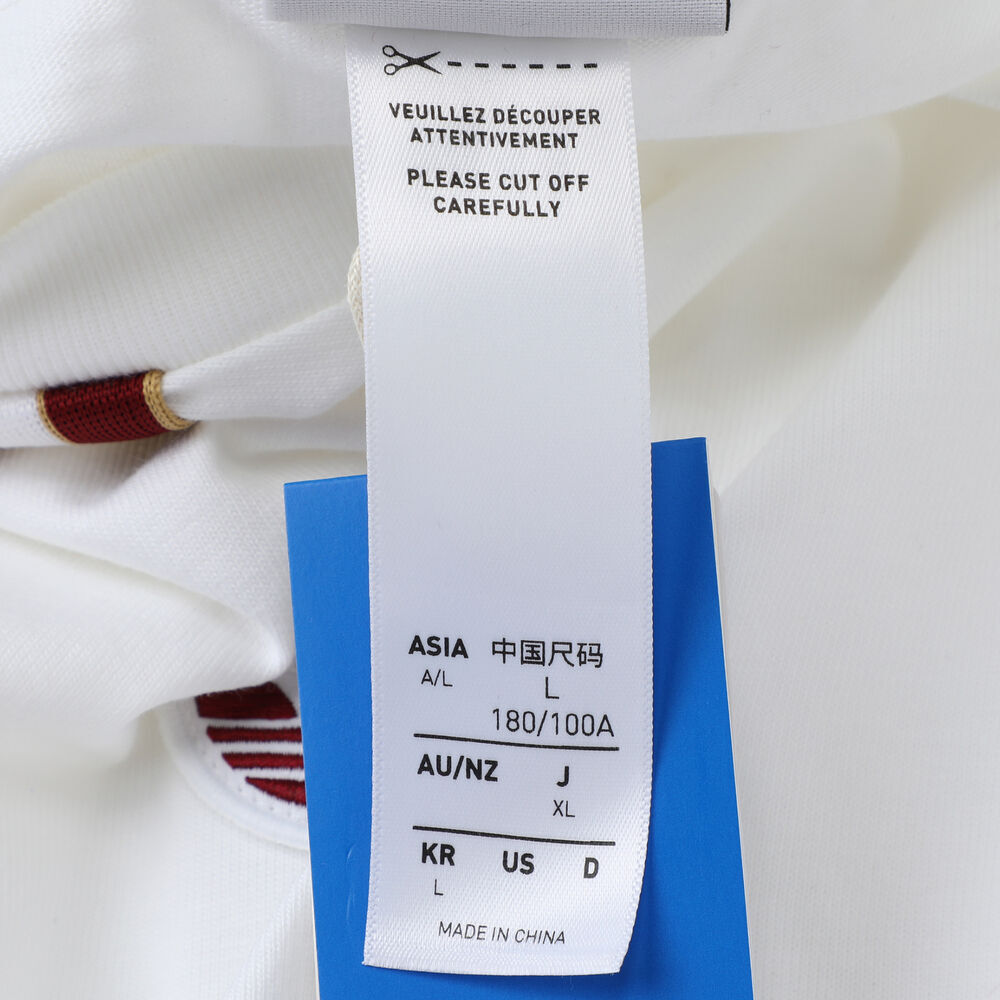 VEUILLEZ DÉCOUPER
ATTENTIVEMENT
PLEASE CUT OFF
CAREFULLY
ASIA 中国尺码
A/L L
180/100A
AU/NZ J
XL
KR US D
L
MADE IN CHINA